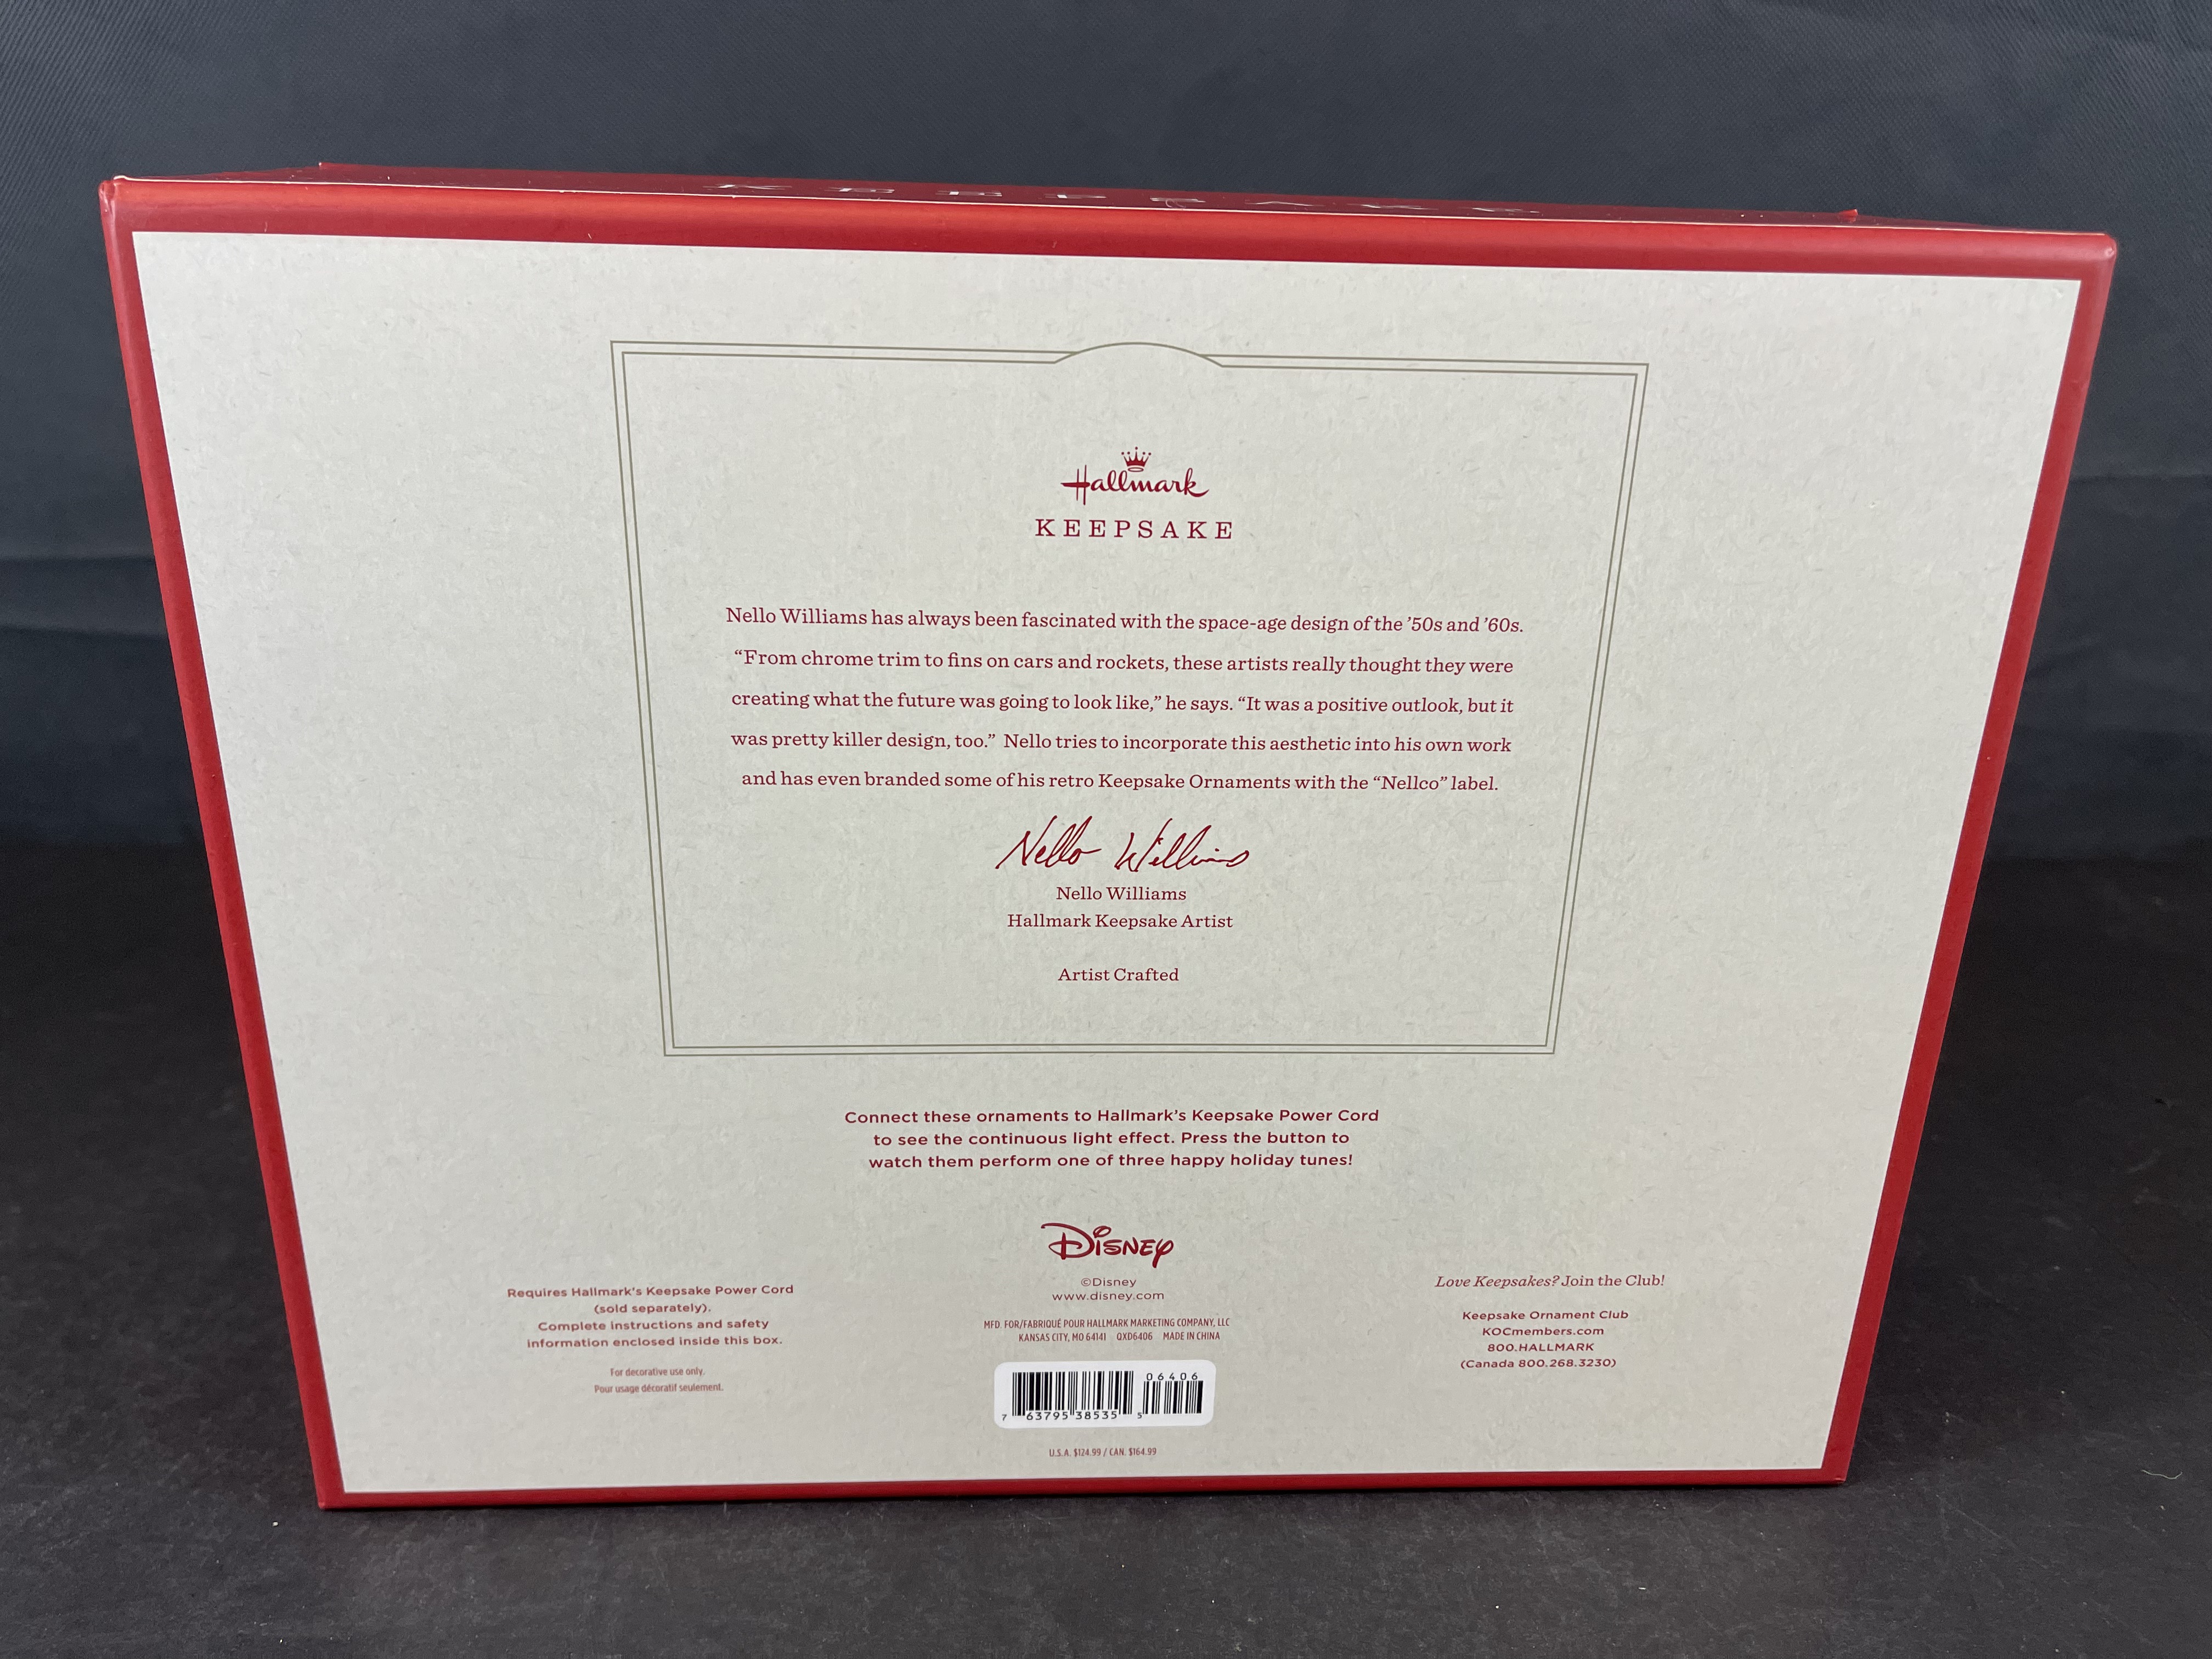 KEEPSAKE
Hallmark
KEEPSAKE
Nello Williams has always been fascinated with the space-age design of the ’50s and ’60s.
“From chrome trim to fins on cars and rockets, these artists really thought they were
creating what the future was going to look like,” he says. “It was a positive outlook, but it
was pretty killer design, too.” Nello tries to incorporate this aesthetic into his own work
and has even branded some of his retro Keepsake Ornaments with the “Nellco” label.
Nello Williams
Nello Williams
Hallmark Keepsake Artist
Artist Crafted
Connect these ornaments to Hallmark’s Keepsake Power Cord
to see the continuous light effect. Press the button to
watch them perform one of three happy holiday tunes!
Requires Hallmark’s Keepsake Power Cord
(sold separately).
Complete instructions and safety
information enclosed inside this box.
For decorative use only.
Pour usage décoratif seulement.
Disney
©Disney
www.disney.com
MFD. FOR/FABRIQUÉ POUR HALLMARK MARKETING COMPANY, LLC
KANSAS CITY, MO 64141 QXD6406 MADE IN CHINA
06406
7 63795 38535 5
U.S.A. $124.99 / CAN. $164.99
Love Keepsakes? Join the Club!
Keepsake Ornament Club
KOCmembers.com
800.HALLMARK
(Canada 800.268.3230)